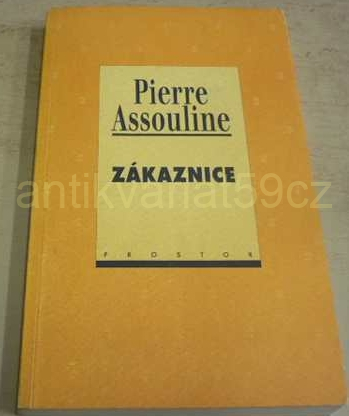 Pierre
Assouline
ZÁKAZNICE
antikvariat59cz
PROSTOR